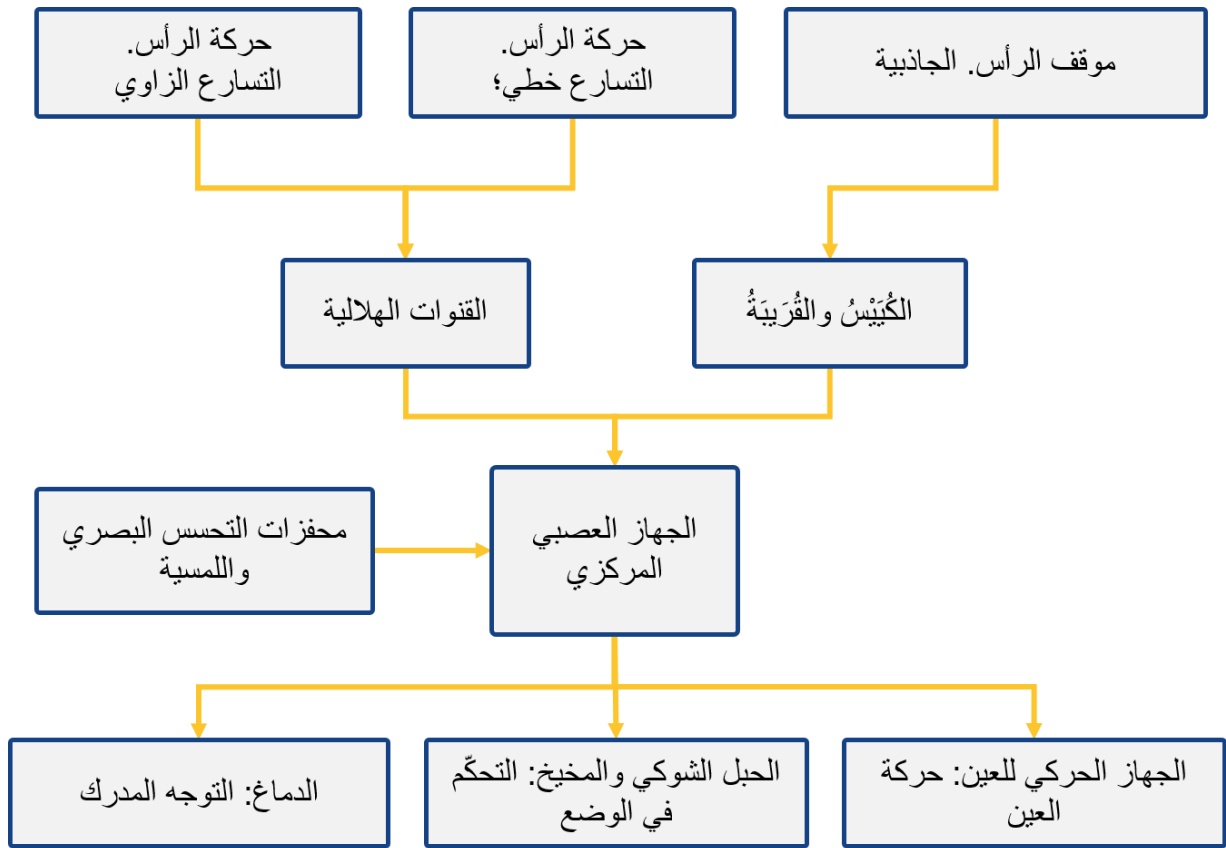 موقف الرأس. الجاذبية
حركة الرأس.
التسارع خطي؛
حركة الرأس.
التسارع الزاوي
الكُيَيْسُ والقُرَيبَةُ
القنوات الهلالية
الجهاز العصبي
المركزي
محفزات التحسس البصري
واللمسية
الجهاز الحركي للعين: حركة
العين
الحبل الشوكي والمخيخ: التحكّم
في الوضع
الدماغ: التوجه المدرك